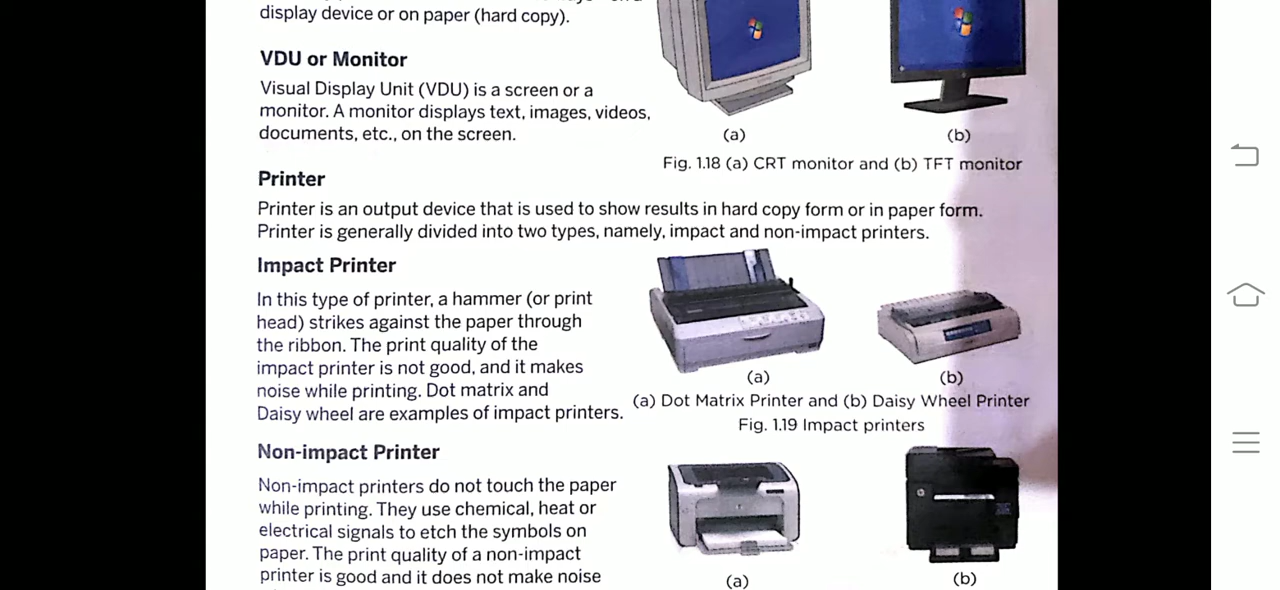 display device or on paper (hard copy).
VDU or Monitor
Visual Display Unit (VDU) is a screen or a
monitor. A monitor displays text, images, videos,
documents, etc., on the screen.
(a)
(b)
Fig. 1.18 (a) CRT monitor and (b) TFT monitor
Printer
Printer is an output device that is used to show results in hard copy form or in paper form.
Printer is generally divided into two types, namely, impact and non-impact printers.
Impact Printer
In this type of printer, a hammer (or print
head) strikes against the paper through
the ribbon. The print quality of the
impact printer is not good, and it makes
noise while printing. Dot matrix and
Daisy wheel are examples of impact printers.
(a)
(b)
(a) Dot Matrix Printer and (b) Daisy Wheel Printer
Fig. 1.19 Impact printers
Non-impact Printer
Non-impact printers do not touch the paper
while printing. They use chemical, heat or
electrical signals to etch the symbols on
paper. The print quality of a non-impact
printer is good and it does not make noise
(a)
(b)